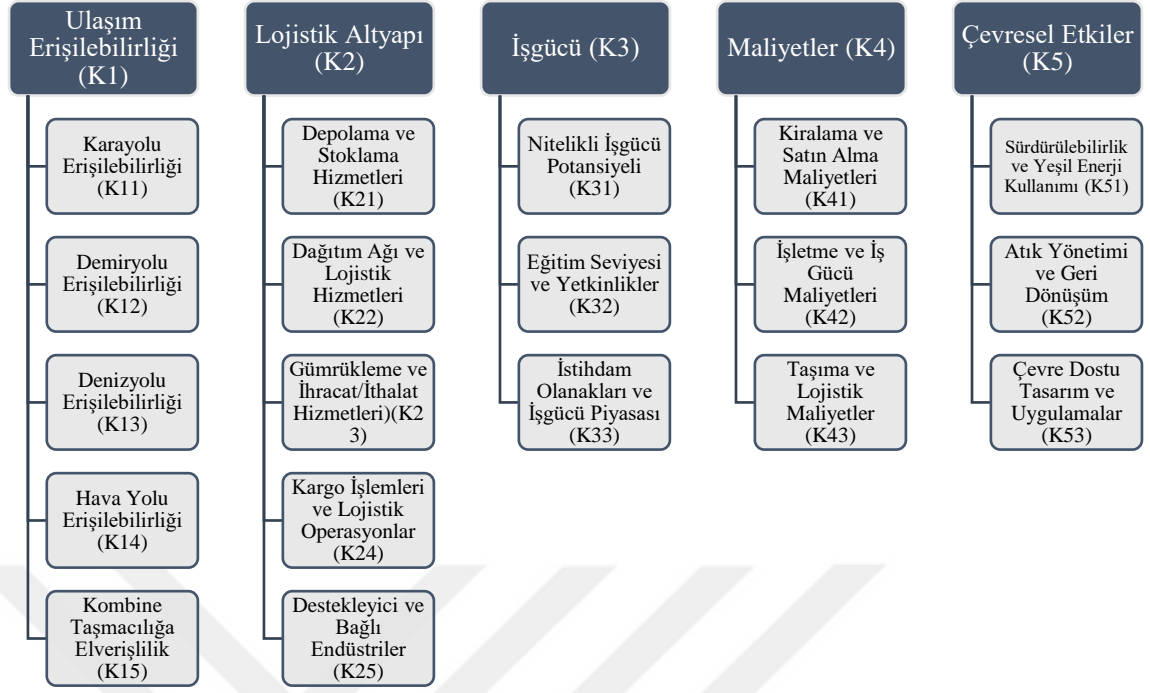 Ulaşım
Erişilebilirliği
(K1)
Karayolu
Erişilebilirliği
(K11)
Demiryolu
Erişilebilirliği
(K12)
Denizyolu
Erişilebilirliği
(K13)
Hava Yolu
Erişilebilirliği
(K14)
Kombine
Taşmacılığa
Elverişlilik
(K15)
Lojistik Altyapı
(K2)
Depolama ve
Stoklama
Hizmetleri
(K21)
Dağıtım Ağı ve
Lojistik
Hizmetleri
(K22)
Gümrükleme ve
İhracat/İthalat
Hizmetleri)(K2
3)
Kargo İşlemleri
ve Lojistik
Operasyonlar
(K24)
Destekleyici ve
Bağlı
Endüstriler
(K25)
İşgücü (K3)
Nitelikli İşgücü
Potansiyeli
(K31)
Eğitim Seviyesi
ve Yetkinlikler
(K32)
İstihdam
Olanakları ve
İşgücü Piyasası
(K33)
Maliyetler (K4)
Kiralama ve
Satın Alma
Maliyetleri
(K41)
İşletme ve İş
Gücü
Maliyetleri
(K42)
Taşıma ve
Lojistik
Maliyetler
(K43)
Çevresel Etkiler
(K5)
Sürdürülebilirlik
ve Yeşil Enerji
Kullanımı (K51)
Atık Yönetimi
ve Geri
Dönüşüm
(K52)
Çevre Dostu
Tasarım ve
Uygulamalar
(K53)